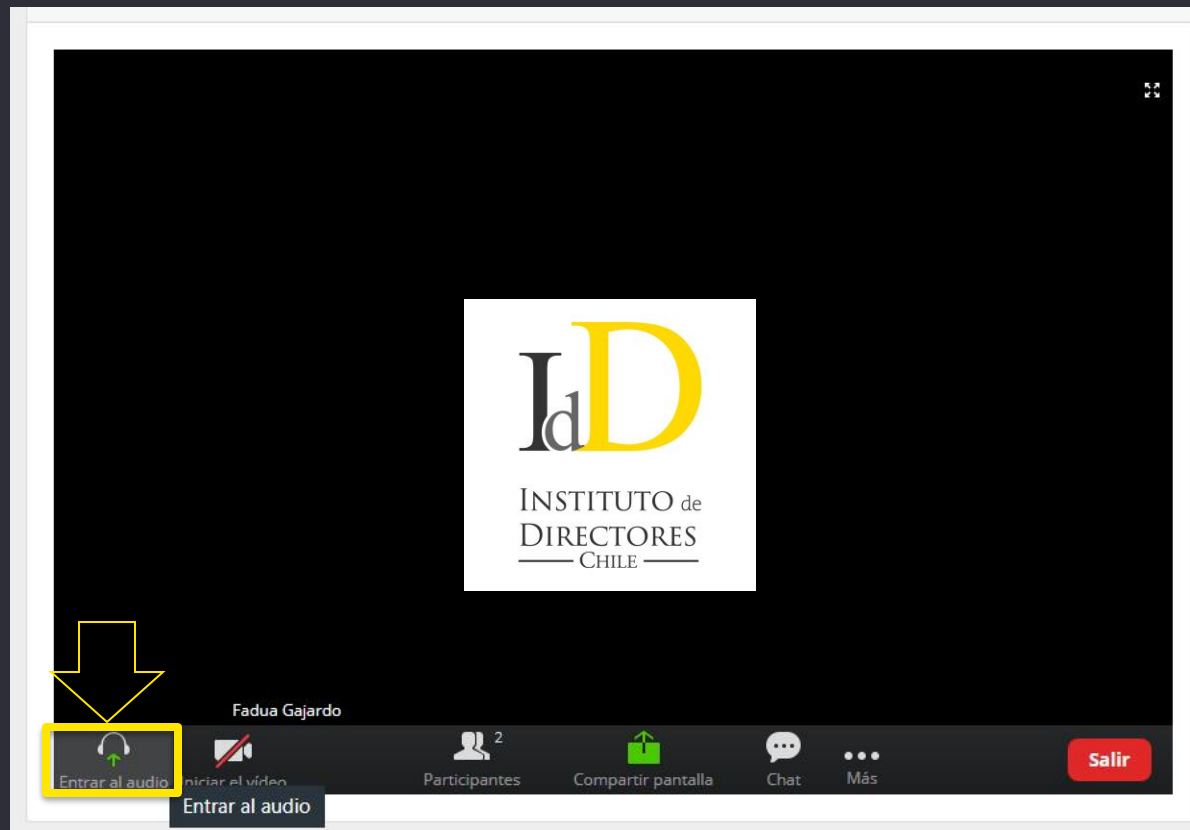 IdD
INSTITUTO de
DIRECTORES
CHILE
Fadua Gajardo
Entrar al audio
Iniciar el vídeo
Participantes
2
Compartir pantalla
Chat
Más
Salir
Entrar al audio